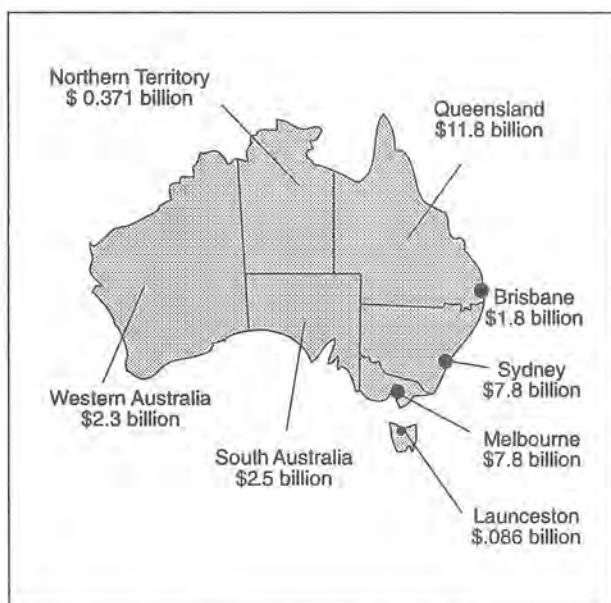 Northern Territory
$ 0.371 billion
Queensland
$11.8 billion
Brisbane
$1.8 billion
Sydney
$7.8 billion
Western Australia
$2.3 billion
Melbourne
$7.8 billion
South Australia
$2.5 billion
Launceston
$.086 billion